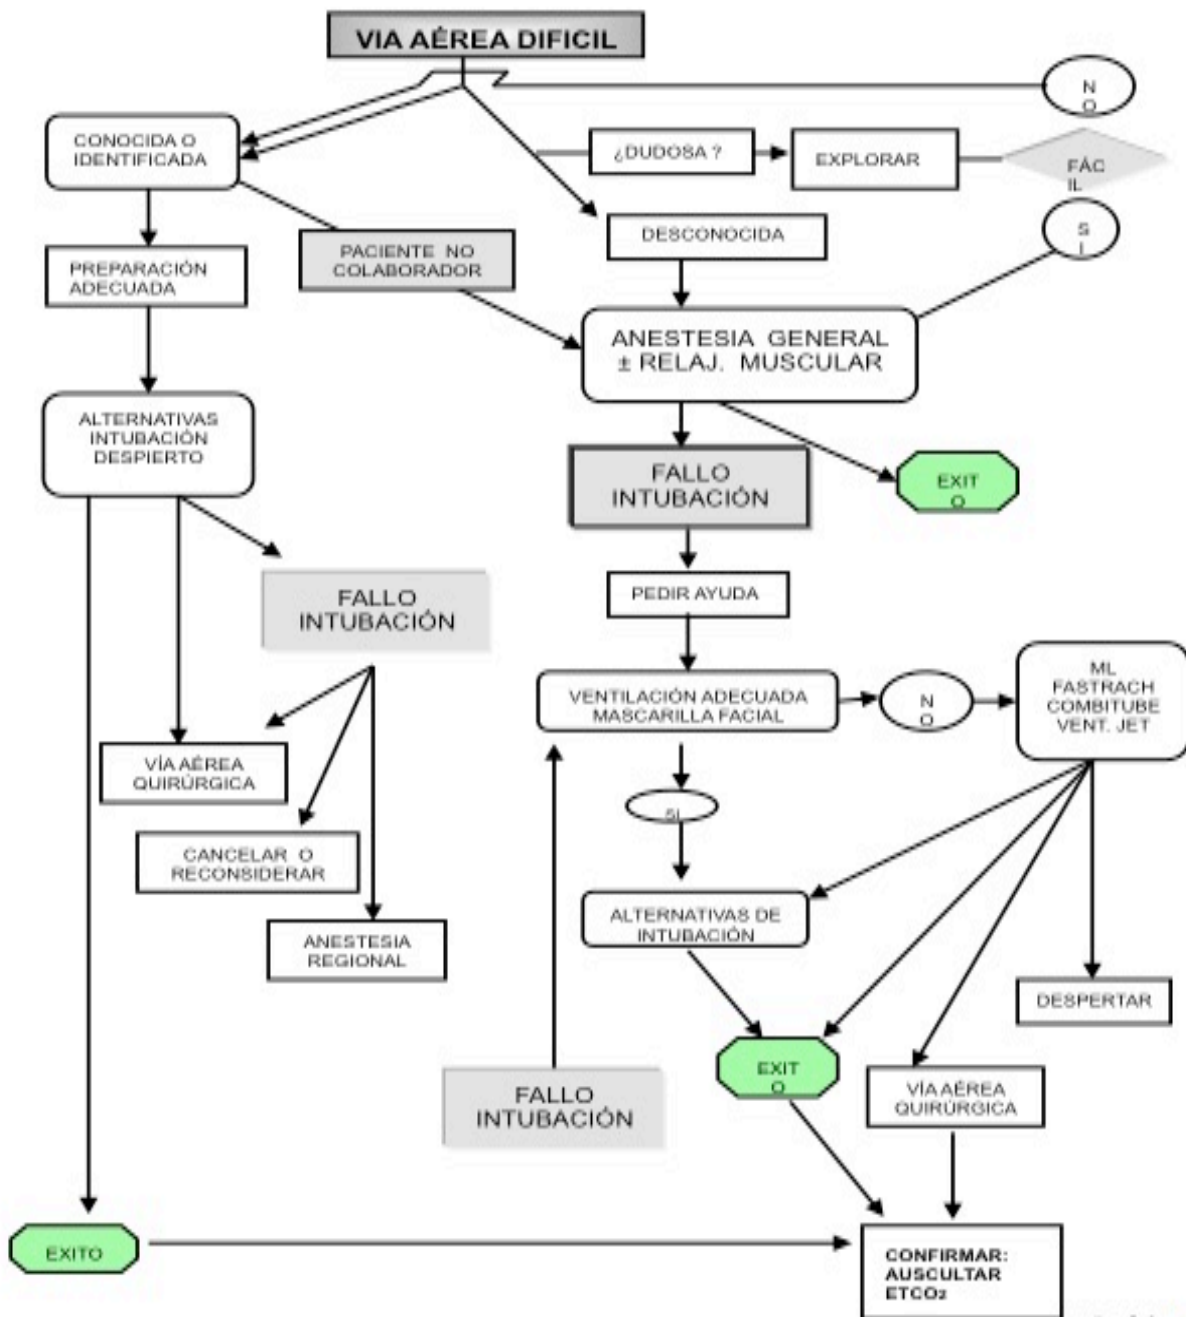 VIA AÉREA DIFICIL
N
O
CONOCIDA O
IDENTIFICADA
¿DUDOSA ?
EXPLORAR
FÁC
IL
S
I
DESCONOCIDA
PACIENTE NO
COLABORADOR
PREPARACIÓN
ADECUADA
ANESTESIA GENERAL
± RELAJ. MUSCULAR
ALTERNATIVAS
INTUBACIÓN
DESPIERTO
FALLO
INTUBACIÓN
EXIT
O
PEDIR AYUDA
FALLO
INTUBACIÓN
VENTILACIÓN ADECUADA
MASCARILLA FACIAL
N
O
ML
FASTRACH
COMBITUBE
VENT. JET
VÍA AÉREA
QUIRÚRGICA
SI
CANCELAR O
RECONSIDERAR
ALTERNATIVAS DE
INTUBACIÓN
ANESTESIA
REGIONAL
DESPERTAR
EXIT
O
FALLO
INTUBACIÓN
VÍA AÉREA
QUIRÚRGICA
EXITO
CONFIRMAR:
AUSCULTAR
ETCO₂